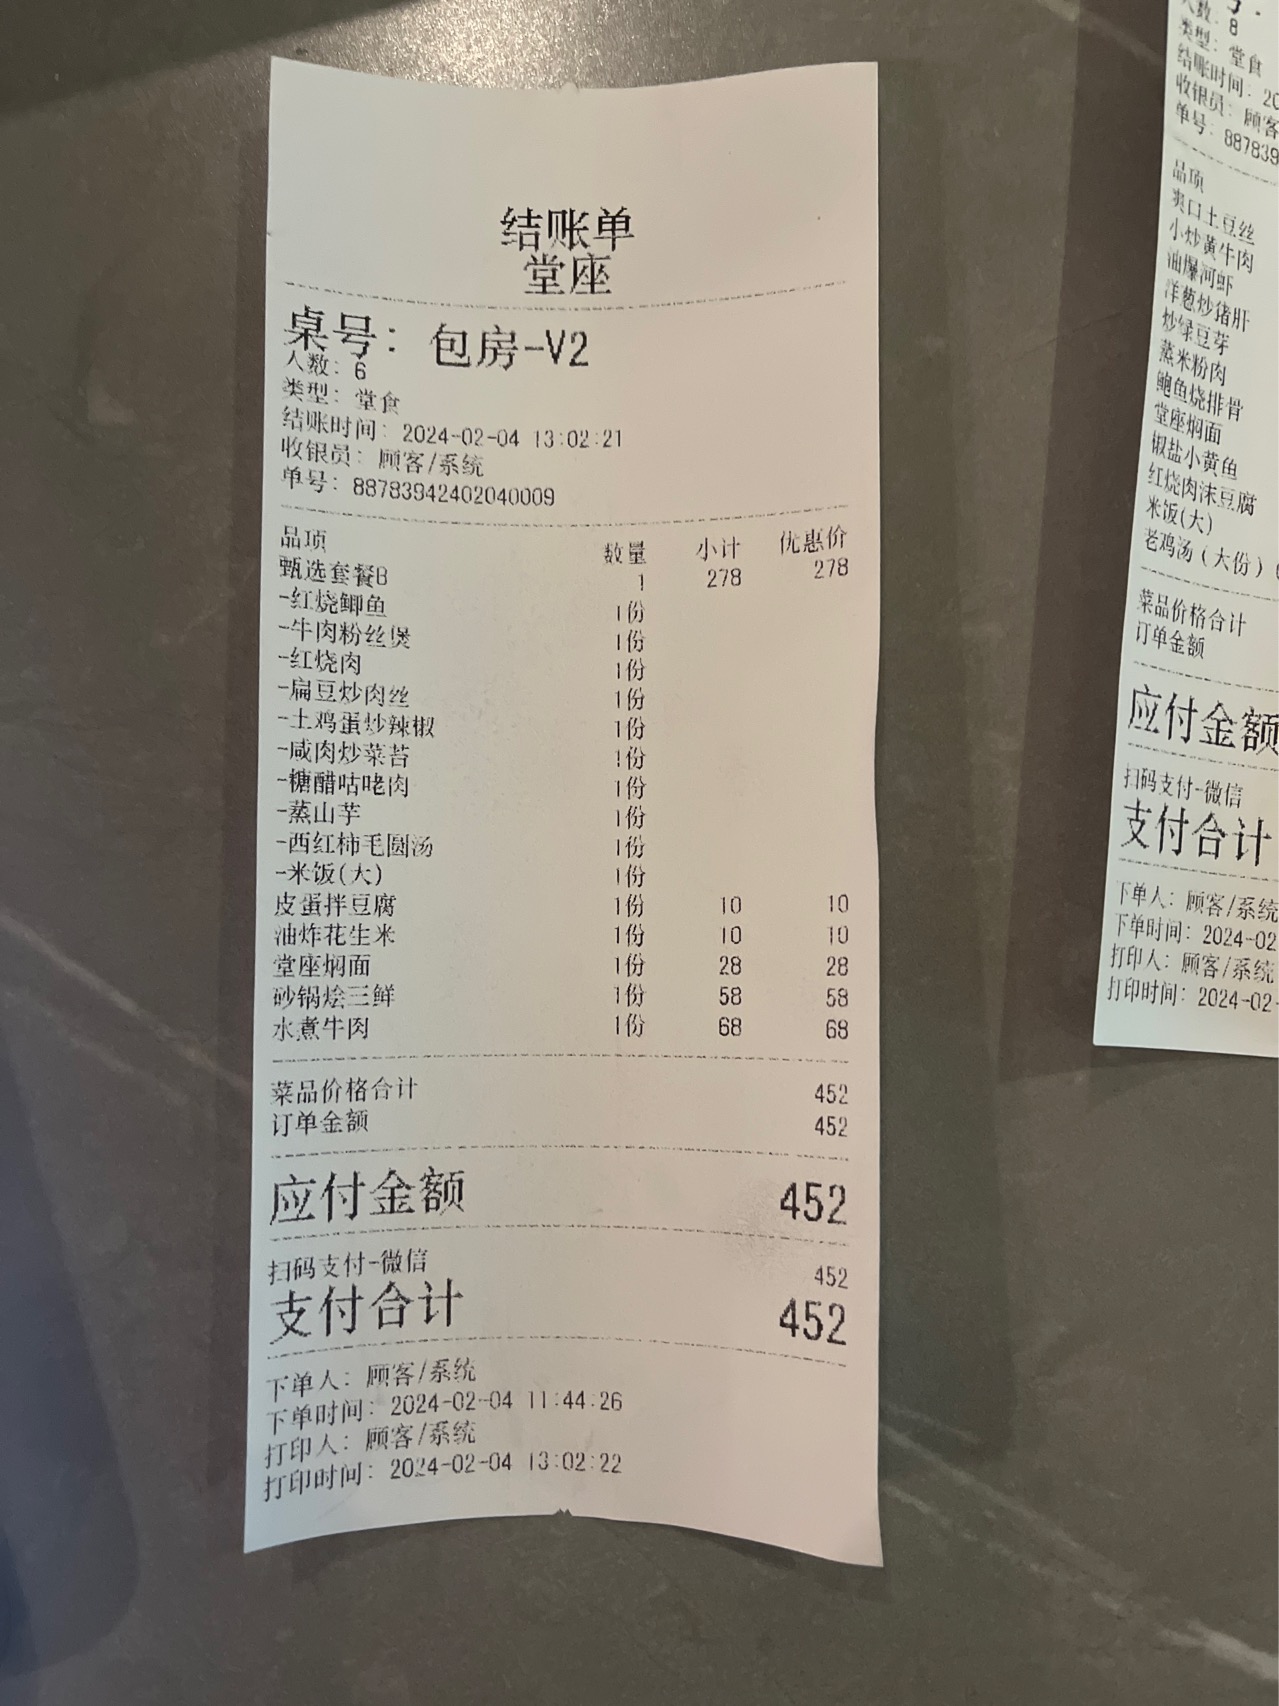 结账单
堂座
桌号: 包房-V2
人数: 6
类型: 堂食
结账时间: 2024-02-04 13:02:21
收银员: 顾客/系统
单号: 88783942402040009
品项 数量 小计 优惠价
甄选套餐B 1 278 278
-红烧鲫鱼 1份
-牛肉粉丝煲 1份
-红烧肉 1份
-扁豆炒肉丝 1份
-土鸡蛋炒辣椒 1份
-咸肉炒菜苔 1份
-糖醋咕咾肉 1份
-蒸山芋 1份
-西红柿毛圆汤 1份
-米饭(大) 1份
皮蛋拌豆腐 1份 10 10
油炸花生米 1份 10 10
堂座焖面 1份 28 28
砂锅烩三鲜 1份 58 58
水煮牛肉 1份 68 68
菜品价格合计 452
订单金额 452
应付金额 452
扫码支付-微信 452
支付合计 452
下单人: 顾客/系统
下单时间: 2024-02-04 11:44:26
打印人: 顾客/系统
打印时间: 2024-02-04 13:02:22
人数: 8
类型: 堂食
结账时间: 20
收银员: 顾客
单号: 887839
品项
爽口土豆丝
小炒黄牛肉
油爆河虾
洋葱炒猪肝
炒绿豆芽
蒸米粉肉
鲍鱼烧排骨
堂座焖面
椒盐小黄鱼
红烧肉沫豆腐
米饭(大)
老鸡汤(大份)
菜品价格合计
订单金额
应付金额
扫码支付-微信
支付合计
下单人: 顾客/系统
下单时间: 2024-02
打印人: 顾客/系统
打印时间: 2024-02-